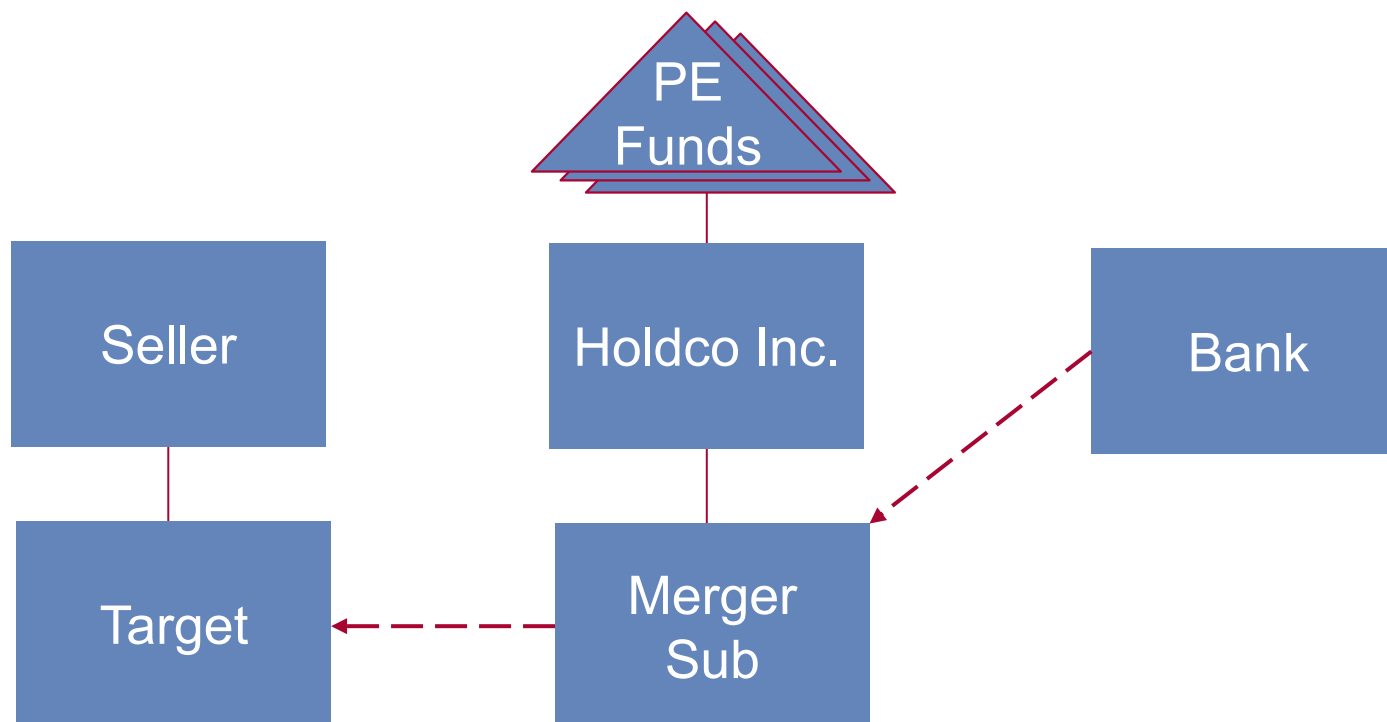 PE
Funds
Seller
Holdco Inc.
Bank
Target
Merger
Sub